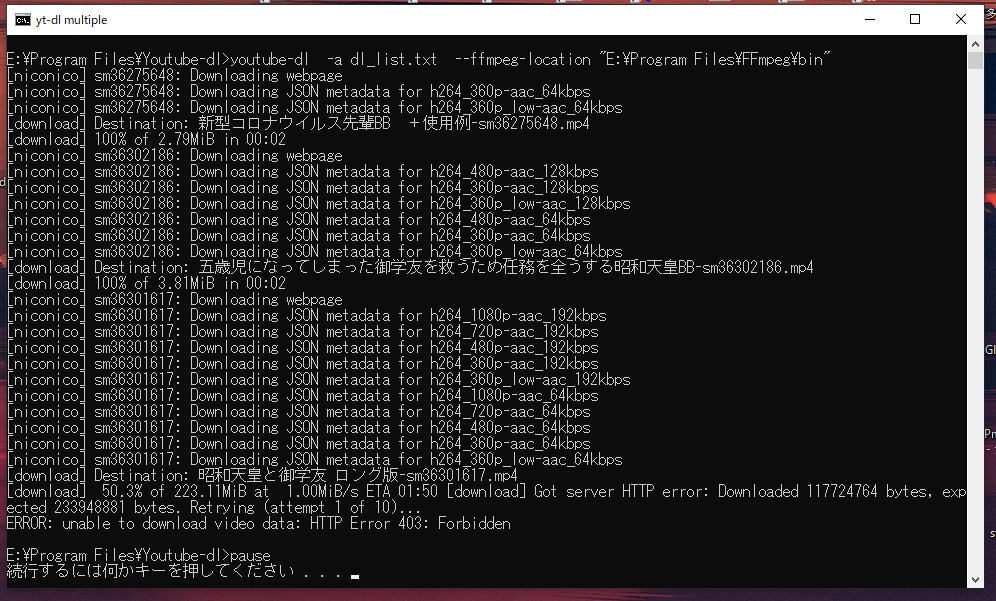 yt-dl multiple
E:¥Program Files¥Youtube-dl>youtube-dl  -a dl_list.txt  --ffmpeg-location "E:¥Program Files¥FFmpeg¥bin"
[niconico] sm36275648: Downloading webpage
[niconico] sm36275648: Downloading JSON metadata for h264_360p-aac_64kbps
[niconico] sm36275648: Downloading JSON metadata for h264_360p_low-aac_64kbps
[download] Destination: 新型コロナウイルス先輩BB　＋使用例-sm36275648.mp4
[download] 100% of 2.79MiB in 00:02
[niconico] sm36302186: Downloading webpage
[niconico] sm36302186: Downloading JSON metadata for h264_480p-aac_128kbps
[niconico] sm36302186: Downloading JSON metadata for h264_360p-aac_128kbps
[niconico] sm36302186: Downloading JSON metadata for h264_360p_low-aac_128kbps
[niconico] sm36302186: Downloading JSON metadata for h264_480p-aac_64kbps
[niconico] sm36302186: Downloading JSON metadata for h264_360p-aac_64kbps
[niconico] sm36302186: Downloading JSON metadata for h264_360p_low-aac_64kbps
[download] Destination: 五歳児になってしまった御学友を救うため任務を全うする昭和天皇BB-sm36302186.mp4
[download] 100% of 3.81MiB in 00:02
[niconico] sm36301617: Downloading webpage
[niconico] sm36301617: Downloading JSON metadata for h264_1080p-aac_192kbps
[niconico] sm36301617: Downloading JSON metadata for h264_720p-aac_192kbps
[niconico] sm36301617: Downloading JSON metadata for h264_480p-aac_192kbps
[niconico] sm36301617: Downloading JSON metadata for h264_360p-aac_192kbps
[niconico] sm36301617: Downloading JSON metadata for h264_360p_low-aac_192kbps
[niconico] sm36301617: Downloading JSON metadata for h264_1080p-aac_64kbps
[niconico] sm36301617: Downloading JSON metadata for h264_720p-aac_64kbps
[niconico] sm36301617: Downloading JSON metadata for h264_480p-aac_64kbps
[niconico] sm36301617: Downloading JSON metadata for h264_360p-aac_64kbps
[niconico] sm36301617: Downloading JSON metadata for h264_360p_low-aac_64kbps
[download] Destination: 昭和天皇と御学友 ロング版-sm36301617.mp4
[download]  50.3% of 223.11MiB at  1.00MiB/s ETA 01:50 [download] Got server HTTP error: Downloaded 117724764 bytes, exp
ected 233948881 bytes. Retrying (attempt 1 of 10)...
ERROR: unable to download video data: HTTP Error 403: Forbidden
E:¥Program Files¥Youtube-dl>pause
続行するには何かキーを押してください . . .